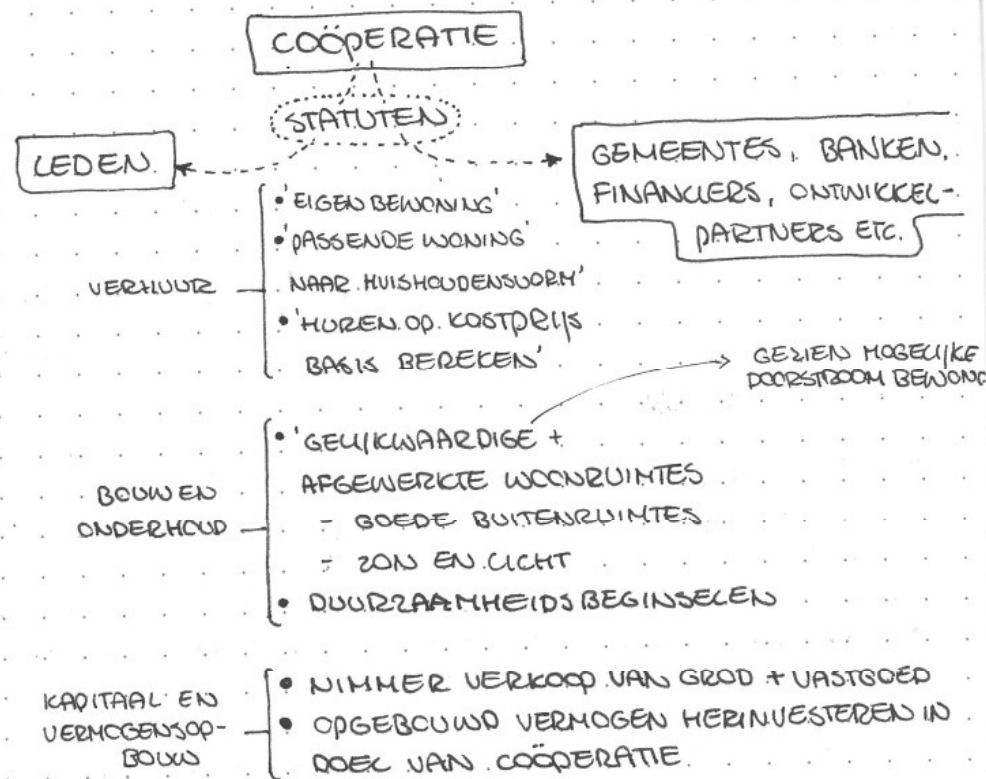 COÖPERATIE
STATUTEN
LEDEN
GEMEENTES, BANKEN,
FINANCIERS, ONTWIKKEL-
PARTNERS ETC.
VERHUUR
• 'EIGEN BEWONING'
• 'PASSENDE WONING
NAAR HUISHOUDENSVORM'
• 'HUREN OP KOSTPRIJS
BASIS BEREKEN'
GEZIEN MOGELIJKE
DOORSTROOM BEWON
BOUW EN
ONDERHOUD
• 'GELIJKWAARDIGE +
AFGEWERKTE WOONRUIMTES
- GOEDE BUITENRUIMTES
- ZON EN LICHT
• DUURZAAMHEIDSBEGINSELEN
KAPITAAL EN
VERMOGENSOP-
BOUW
• NIMMER VERKOOP VAN GROD + VASTGOED
• OPGEBOUWD VERMOGEN HERINVESTEREN IN
DOEL VAN COÖPERATIE.